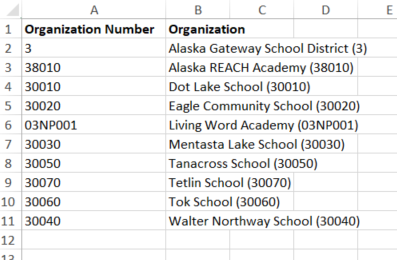 A B C D E
1 Organization Number Organization
2 3 Alaska Gateway School District (3)
3 38010 Alaska REACH Academy (38010)
4 30010 Dot Lake School (30010)
5 30020 Eagle Community School (30020)
6 03NP001 Living Word Academy (03NP001)
7 30030 Mentasta Lake School (30030)
8 30050 Tanacross School (30050)
9 30070 Tetlin School (30070)
10 30060 Tok School (30060)
11 30040 Walter Northway School (30040)
12
13